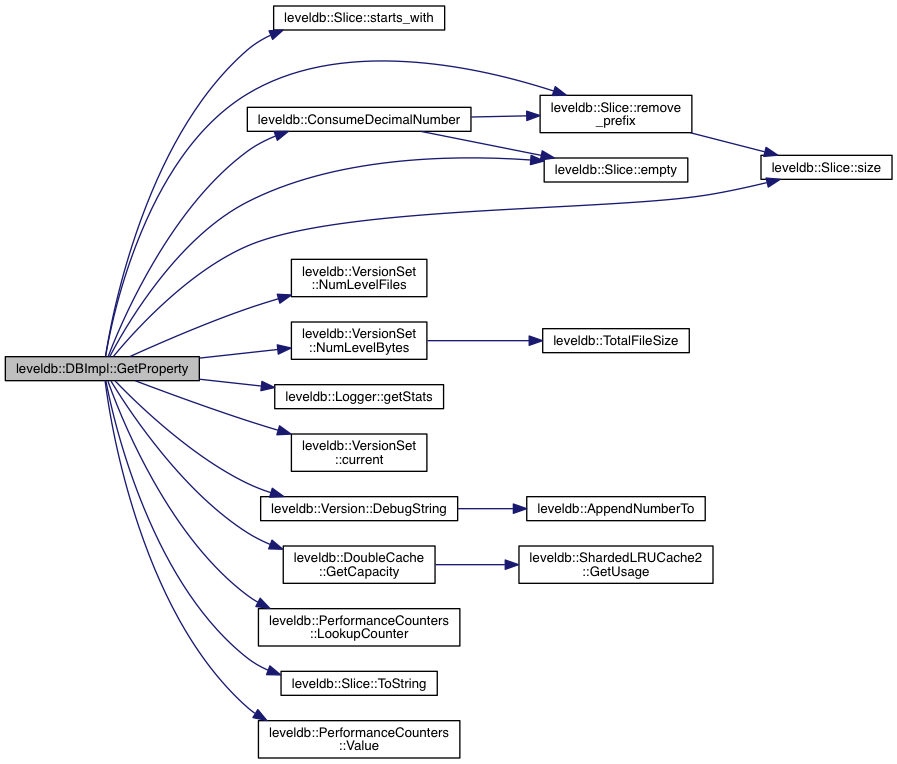 leveldb::Slice::starts_with
leveldb::Slice::remove
_prefix
leveldb::ConsumeDecimalNumber
leveldb::Slice::empty
leveldb::Slice::size
leveldb::VersionSet
::NumLevelFiles
leveldb::VersionSet
::NumLevelBytes
leveldb::TotalFileSize
leveldb::DBImpl::GetProperty
leveldb::Logger::getStats
leveldb::VersionSet
::current
leveldb::Version::DebugString
leveldb::AppendNumberTo
leveldb::DoubleCache
::GetCapacity
leveldb::ShardedLRUCache2
::GetUsage
leveldb::PerformanceCounters
::LookupCounter
leveldb::Slice::ToString
leveldb::PerformanceCounters
::Value